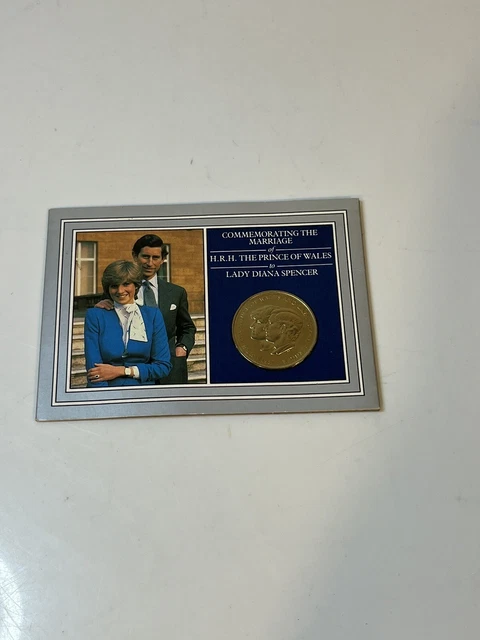 COMMEMORATING THE
MARRIAGE
of
H.R.H. THE PRINCE OF WALES
to
LADY DIANA SPENCER